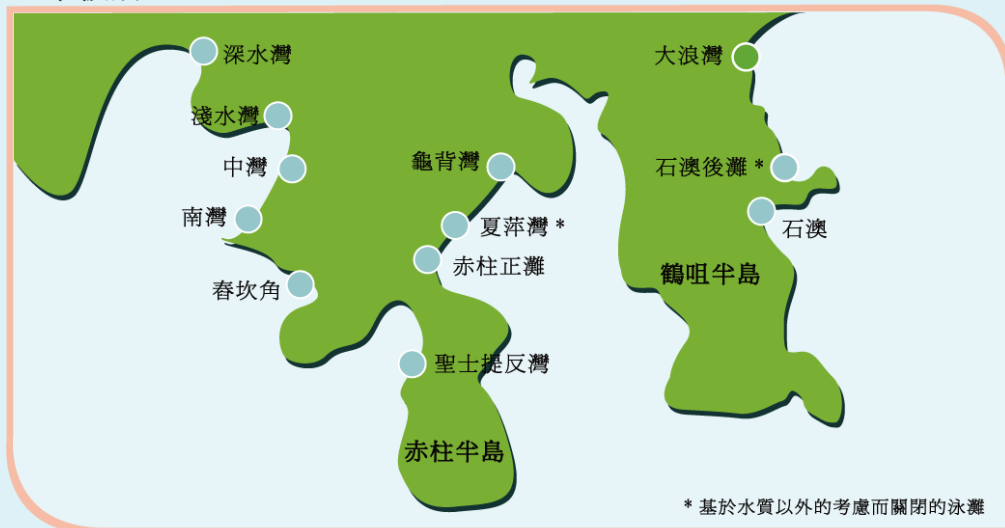 深水灣
大浪灣
淺水灣
中灣
龜背灣
石澳後灘 *
南灣
夏萍灣 *
石澳
赤柱正灘
鶴咀半島
舂坎角
聖士提反灣
赤柱半島
* 基於水質以外的考慮而關閉的泳灘